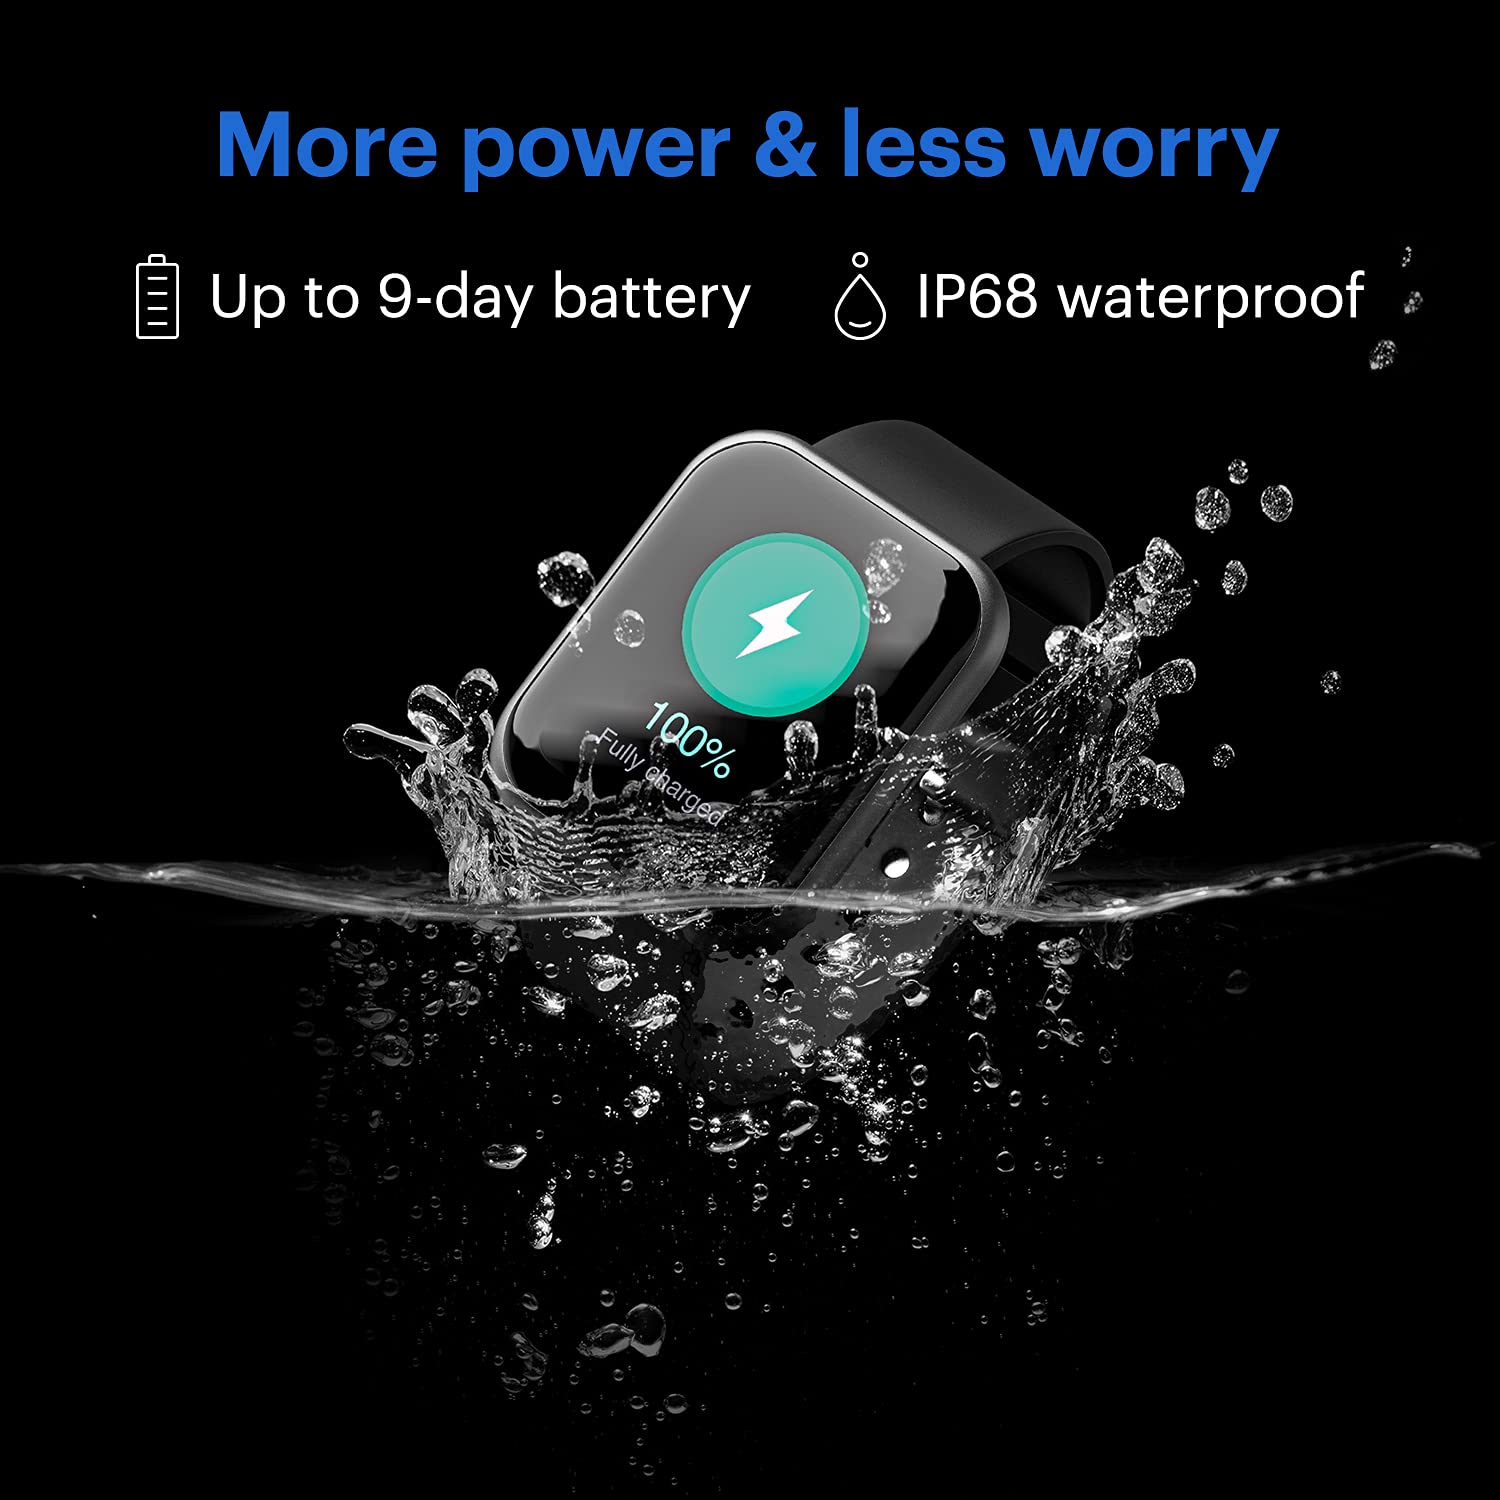 More power & less worry
Up to 9-day battery
IP68 waterproof
100%
Fully charged